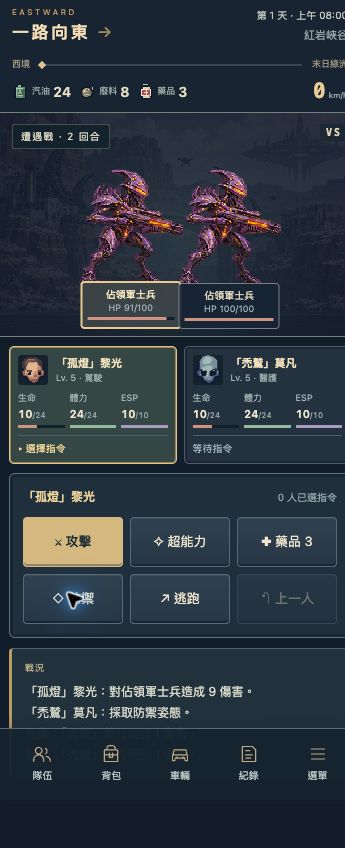 EASTWARD
一路向東 →
第 1 天 · 上午 08:00
紅岩峽谷
西境
末日綠洲
汽油 24 廢料 8 藥品 3
0 km/h
遭遇戰 · 2 回合
VS
佔領軍士兵
HP 91/100
佔領軍士兵
HP 100/100
「孤燈」黎光
Lv. 5 · 駕駛
生命 體力 ESP
10/24 24/24 10/10
▸ 選擇指令
「禿鷲」莫凡
Lv. 5 · 醫護
生命 體力 ESP
10/24 24/24 10/10
等待指令
「孤燈」黎光
0 人已選指令
⚔ 攻擊
✧ 超能力
✚ 藥品 3
◇ 禦
↗ 逃跑
↶ 上一人
戰況
「孤燈」黎光：對佔領軍士兵造成 9 傷害。
「禿鷲」莫凡：採取防禦姿態。
隊伍
背包
車輛
紀錄
選單